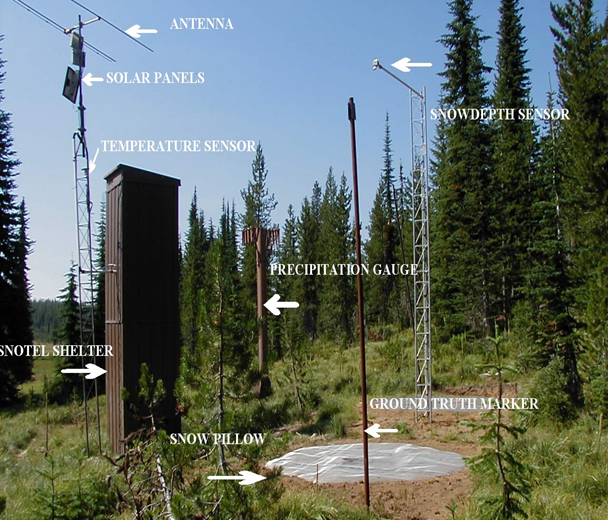 ANTENNA
SOLAR PANELS
SNOWDEPTH SENSOR
TEMPERATURE SENSOR
PRECIPITATION GAUGE
SNOTEL SHELTER
GROUND TRUTH MARKER
SNOW PILLOW